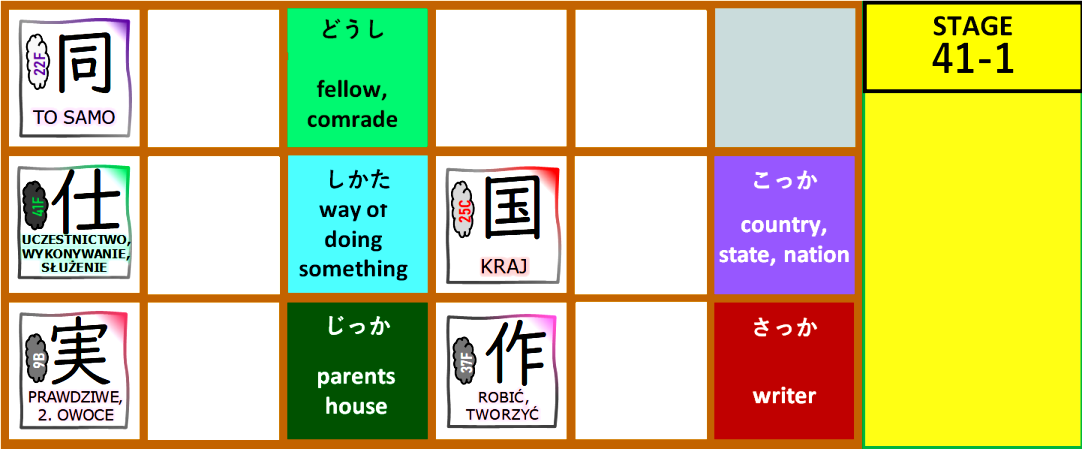 22F
同
TO SAMO
どうし
fellow,
comrade
STAGE
41-1
41F
仕
UCZESTNICTWO,
WYKONYWANIE,
SŁUŻENIE
しかた
way of
doing
something
25C
国
KRAJ
こっか
country,
state, nation
9B
実
PRAWDZIWE,
2. OWOCE
じっか
parents
house
37F
作
ROBIĆ,
TWORZYĆ
さっか
writer